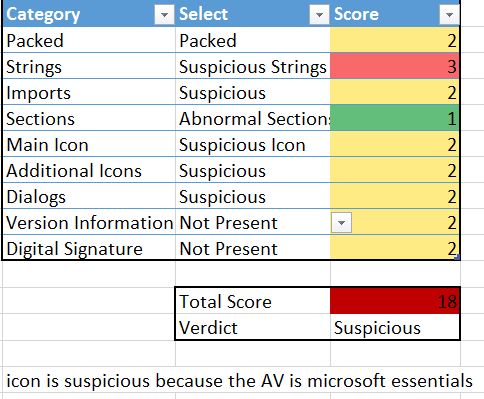 Category Select Score
Packed Packed 2
Strings Suspicious Strings 3
Imports Suspicious 2
Sections Abnormal Sections 1
Main Icon Suspicious Icon 2
Additional Icons Suspicious 2
Dialogs Suspicious 2
Version Information Not Present 2
Digital Signature Not Present 2
Total Score 18
Verdict Suspicious
icon is suspicious because the AV is microsoft essentials